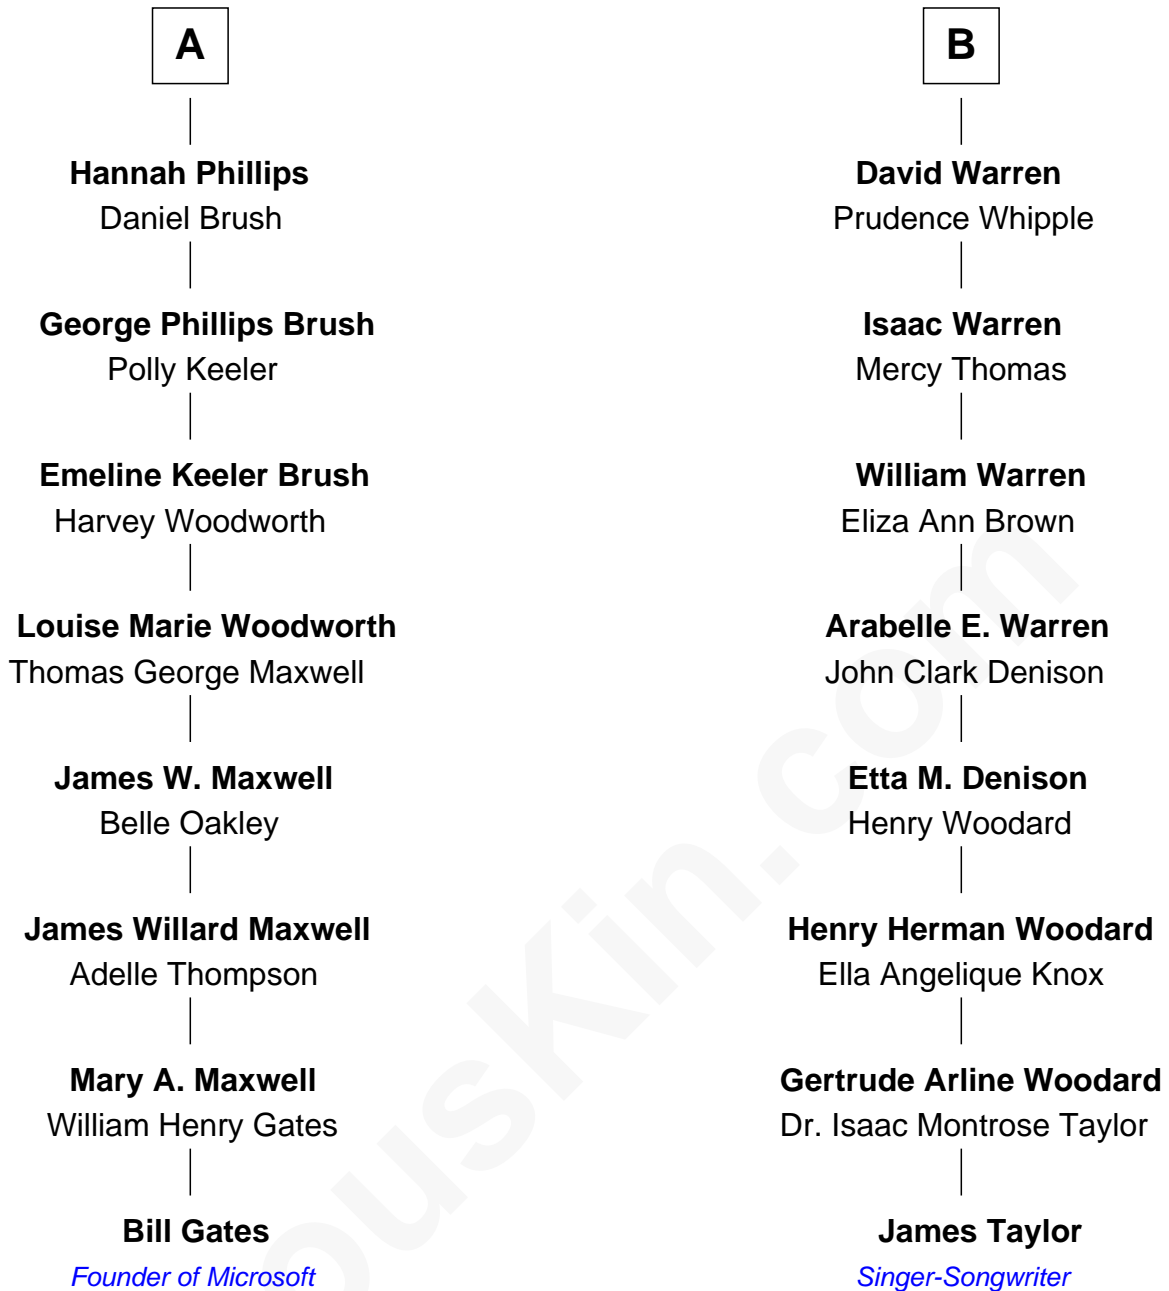 A
Hannah Phillips
Daniel Brush
George Phillips Brush
Polly Keeler
Emeline Keeler Brush
Harvey Woodworth
Louise Marie Woodworth
Thomas George Maxwell
James W. Maxwell
Belle Oakley
James Willard Maxwell
Adelle Thompson
Mary A. Maxwell
William Henry Gates
Bill Gates
Founder of Microsoft
B
David Warren
Prudence Whipple
Isaac Warren
Mercy Thomas
William Warren
Eliza Ann Brown
Arabelle E. Warren
John Clark Denison
Etta M. Denison
Henry Woodard
Henry Herman Woodard
Ella Angelique Knox
Gertrude Arline Woodard
Dr. Isaac Montrose Taylor
James Taylor
Singer-Songwriter
ousKin.com